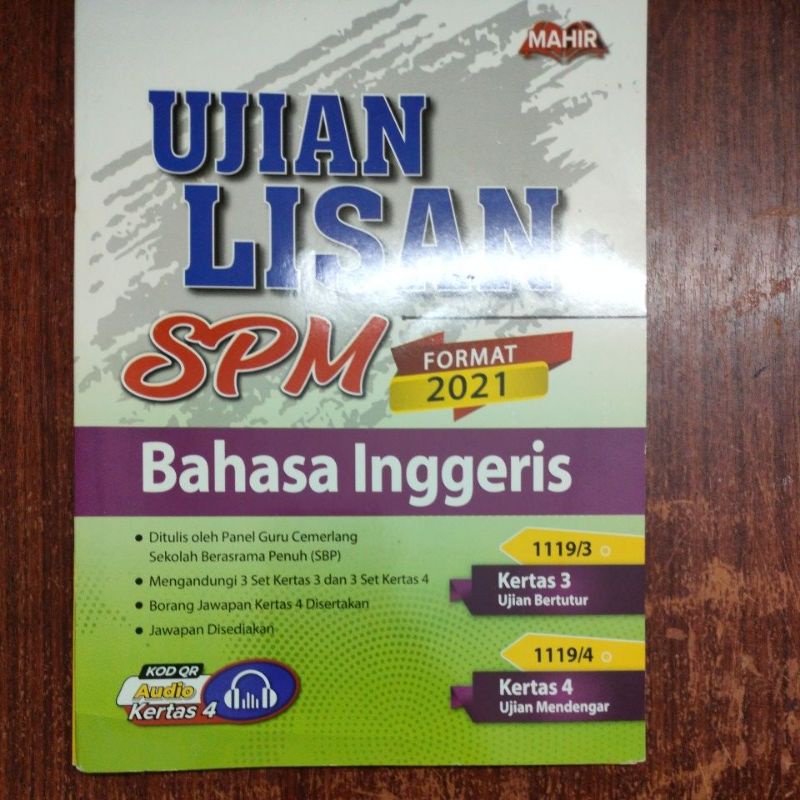 MAHIR
UJIAN
LISAN
SPM
FORMAT
2021
Bahasa Inggeris
• Ditulis oleh Panel Guru Cemerlang
Sekolah Berasrama Penuh (SBP)
• Mengandungi 3 Set Kertas 3 dan 3 Set Kertas 4
• Borang Jawapan Kertas 4 Disertakan
• Jawapan Disediakan
1119/3
Kertas 3
Ujian Bertutur
1119/4
Kertas 4
Ujian Mendengar
KOD QR
Audio
Kertas 4